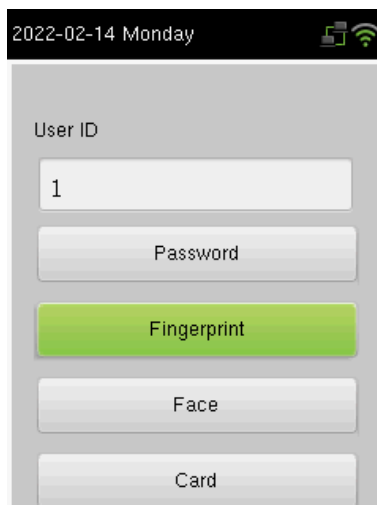 2022-02-14 Monday
User ID
1
Password
Fingerprint
Face
Card